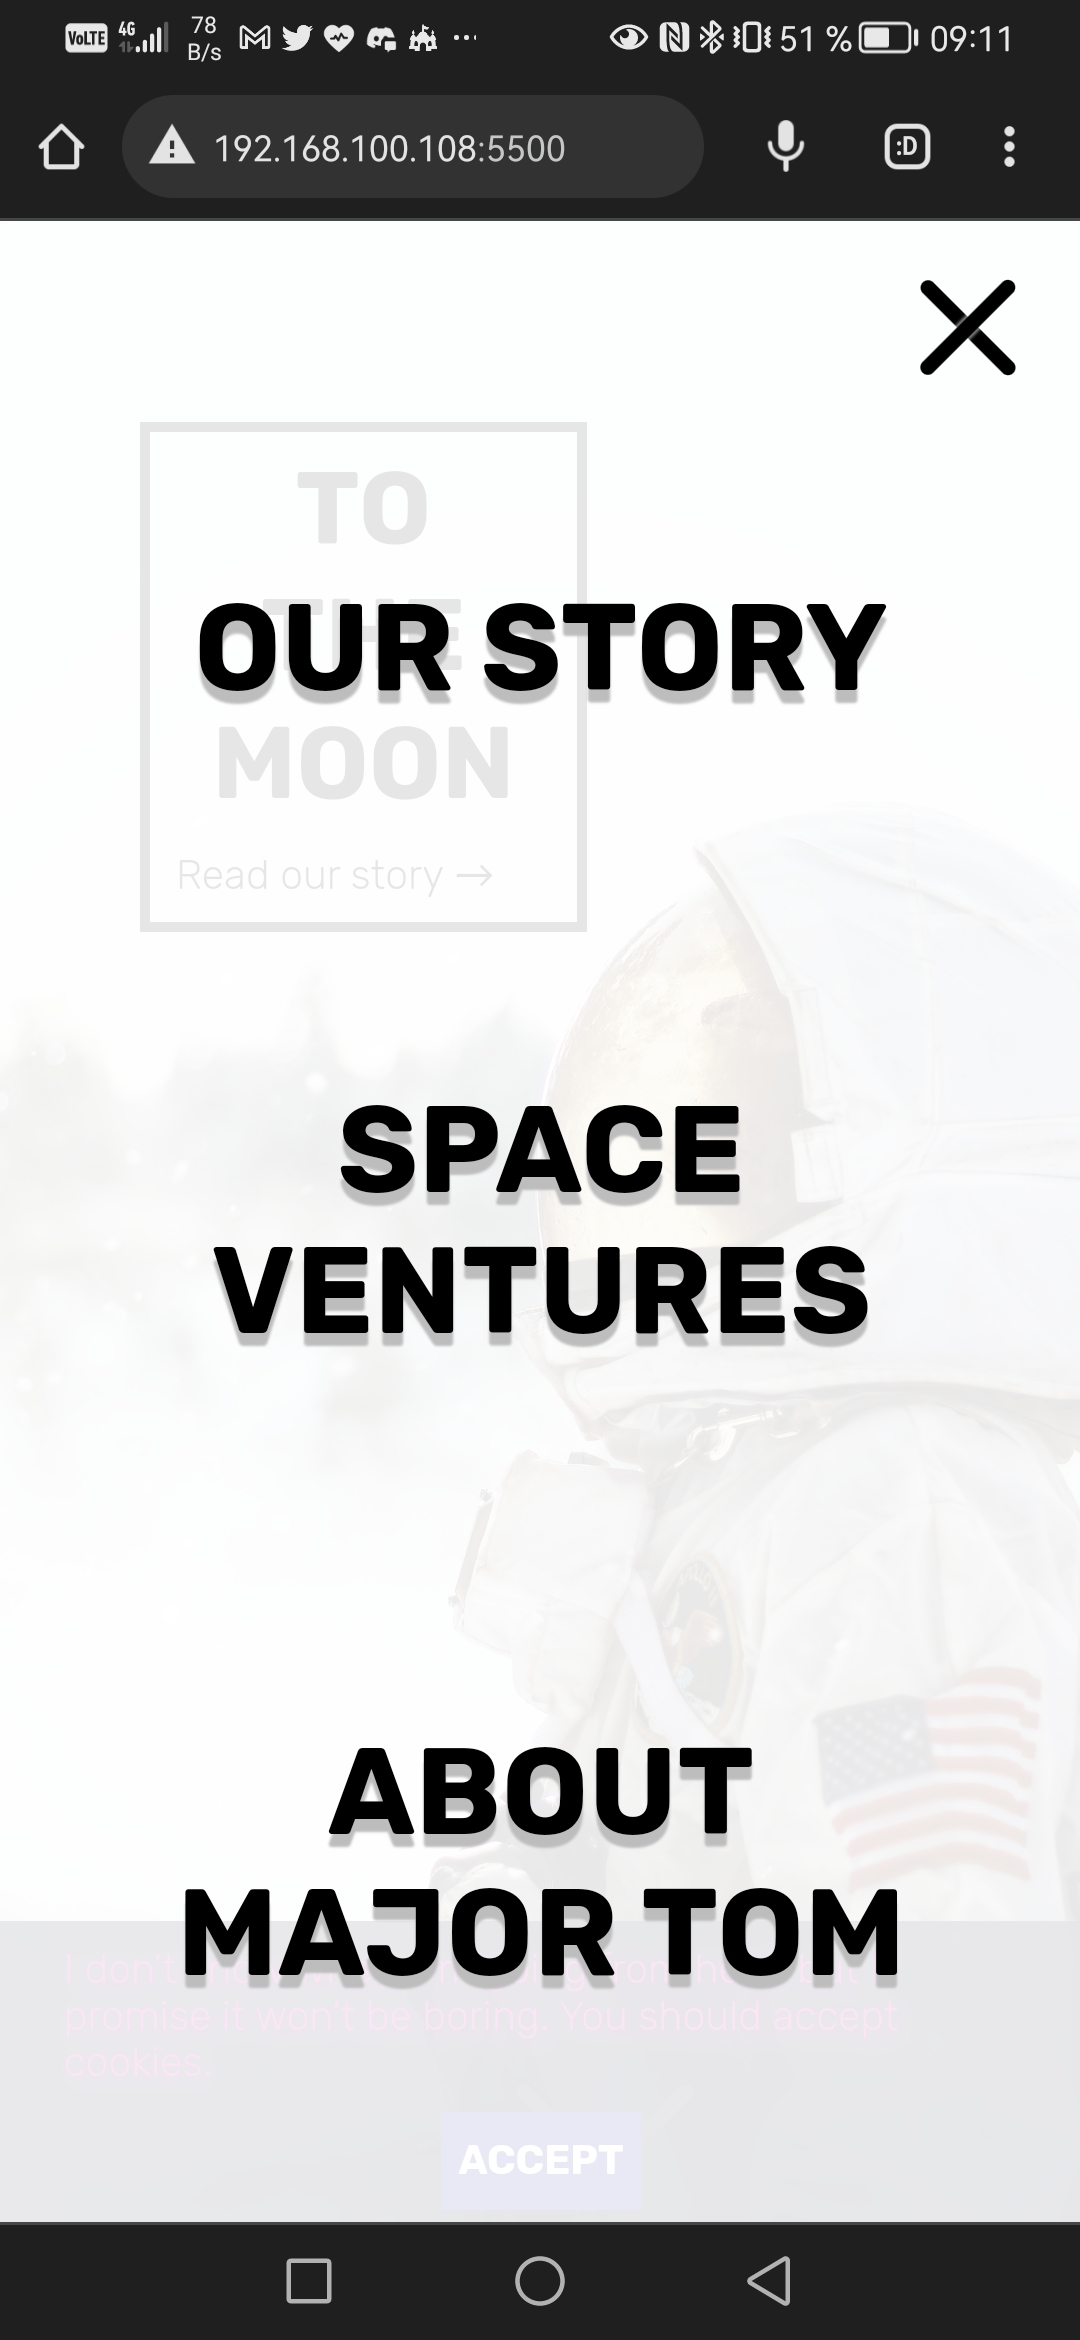 VoLTE 4G 78 B/s 51 % 09:11
192.168.100.108:5500
:D
TO
THE
OUR STORY
MOON
Read our story →
SPACE
VENTURES
ABOUT
MAJOR TOM
I don't
promise it won't be boring. You should accept
cookies.
ACCEPT